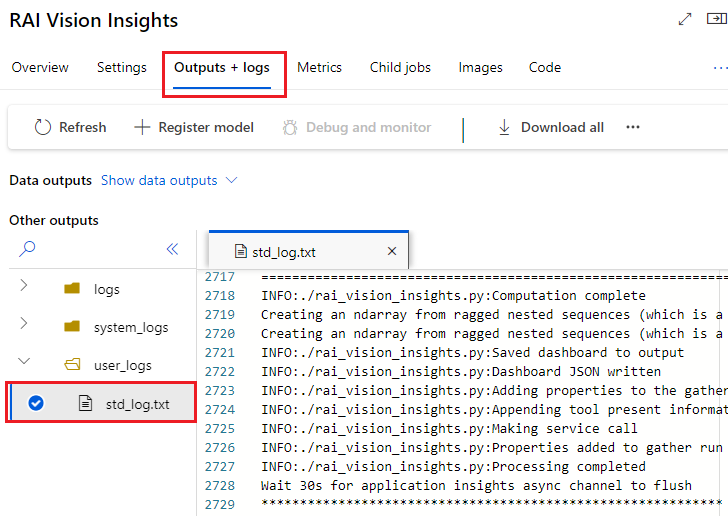 RAI Vision Insights
Overview Settings Outputs + logs Metrics Child jobs Images Code
Refresh Register model Debug and monitor Download all
Data outputs Show data outputs
Other outputs
logs
system_logs
user_logs
std_log.txt
std_log.txt
2717 ============================================================
2718 INFO:./rai_vision_insights.py:Computation complete
2719 Creating an ndarray from ragged nested sequences (which is a
2720 Creating an ndarray from ragged nested sequences (which is a
2721 INFO:./rai_vision_insights.py:Saved dashboard to output
2722 INFO:./rai_vision_insights.py:Dashboard JSON written
2723 INFO:./rai_vision_insights.py:Adding properties to the gather
2724 INFO:./rai_vision_insights.py:Appending tool present informat
2725 INFO:./rai_vision_insights.py:Making service call
2726 INFO:./rai_vision_insights.py:Properties added to gather run
2727 INFO:./rai_vision_insights.py:Processing completed
2728 Wait 30s for application insights async channel to flush
2729 ************************************************************